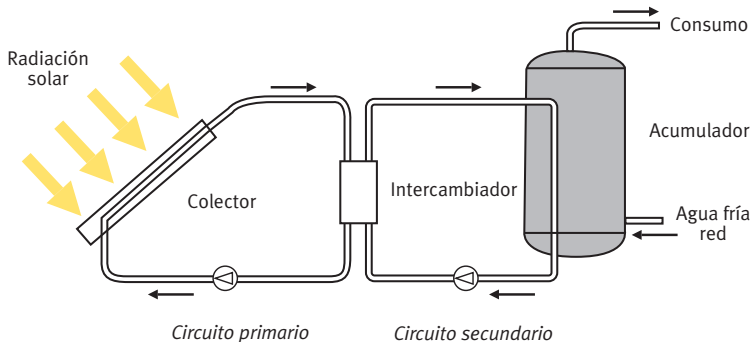 Radiación
solar
Colector
Intercambiador
Consumo
Acumulador
Agua fría
red
Circuito primario
Circuito secundario